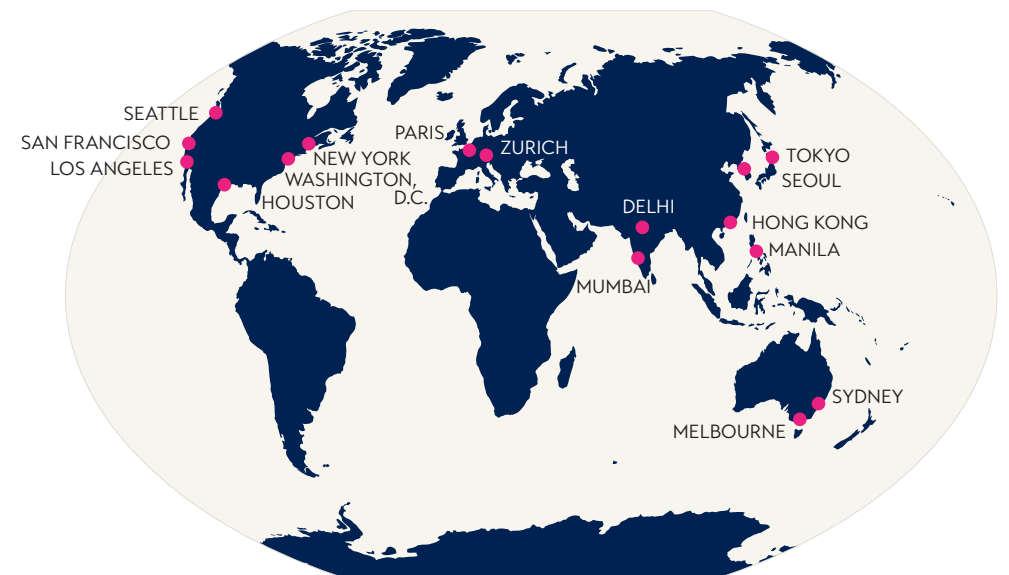 SEATTLE
SAN FRANCISCO
LOS ANGELES
NEW YORK
WASHINGTON,
D.C.
HOUSTON
PARIS
ZURICH
DELHI
MUMBAI
TOKYO
SEOUL
HONG KONG
MANILA
SYDNEY
MELBOURNE